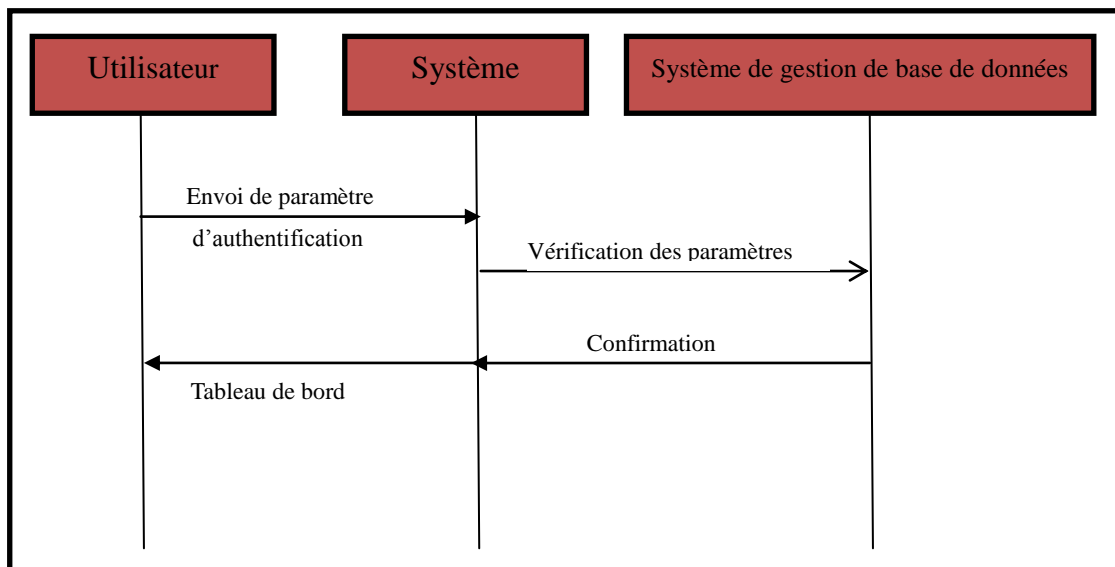 Utilisateur
Système
Système de gestion de base de données
Envoi de paramètre
d’authentification
Vérification des paramètres
Confirmation
Tableau de bord